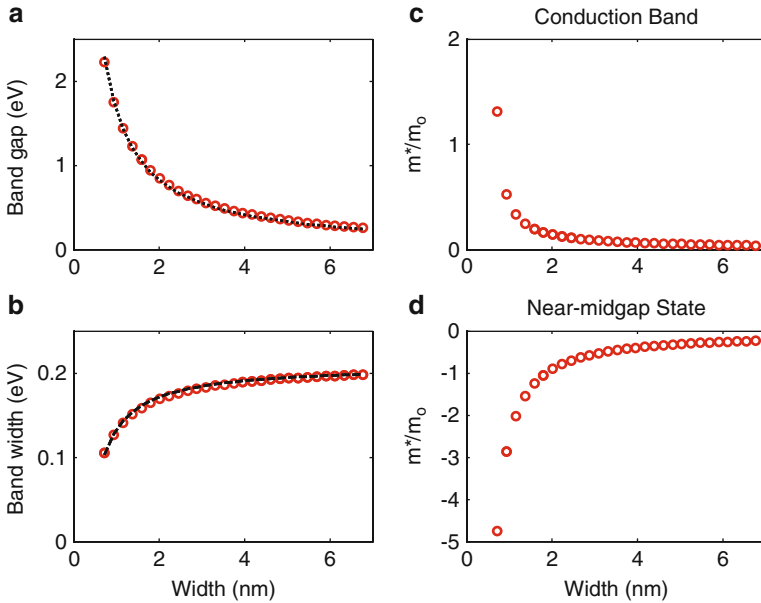 a
Band gap (eV)
2
1
0
0 2 4 6
b
Band width (eV)
0.2
0.1
0
0 2 4 6
Width (nm)
c
Conduction Band
m*/mo
2
1
0
0 2 4 6
d
Near-midgap State
m*/mo
-0
-1
-2
-3
-4
-5
0 2 4 6
Width (nm)